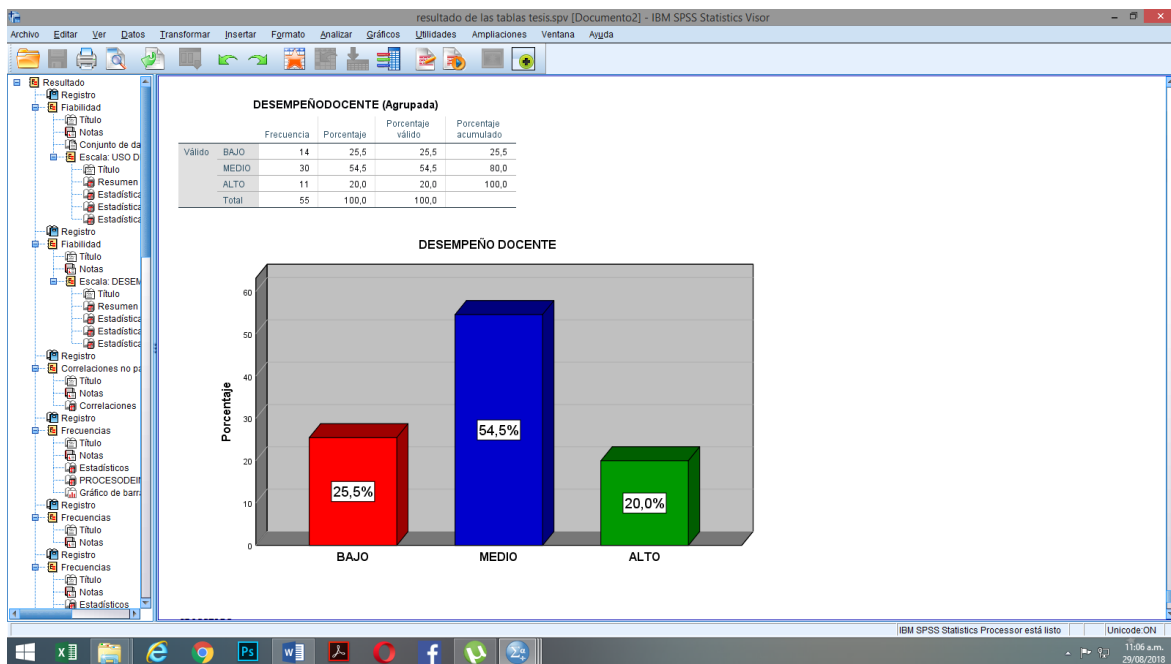 resultado de las tablas tesis.spv [Documento2] - IBM SPSS Statistics Visor
Archivo Editar Ver Datos Transformar Insertar Formato Analizar Gráficos Utilidades Ampliaciones Ventana Ayuda
Resultado
Registro
Fiabilidad
Título
Notas
Conjunto de da
Escala: USO D
Título
Resumen
Estadística
Estadística
Estadística
Registro
Fiabilidad
Título
Notas
Escala: DESEM
Título
Resumen
Estadística
Estadística
Estadística
Registro
Correlaciones no pa
Título
Notas
Correlaciones
Registro
Frecuencias
Título
Notas
Estadísticos
PROCESODEI
Gráfico de barr
Registro
Frecuencias
Título
Notas
Registro
Frecuencias
Título
Notas
Estadísticos
DESEMPEÑODOCENTE (Agrupada)
Frecuencia Porcentaje Porcentaje válido Porcentaje acumulado
Válido BAJO 14 25,5 25,5 25,5
MEDIO 30 54,5 54,5 80,0
ALTO 11 20,0 20,0 100,0
Total 55 100,0 100,0
DESEMPEÑO DOCENTE
Porcentaje
60
50
40
30
20
10
0
25,5%
54,5%
20,0%
BAJO MEDIO ALTO
IBM SPSS Statistics Processor está listo Unicode:ON
11:06 a.m.
29/08/2018